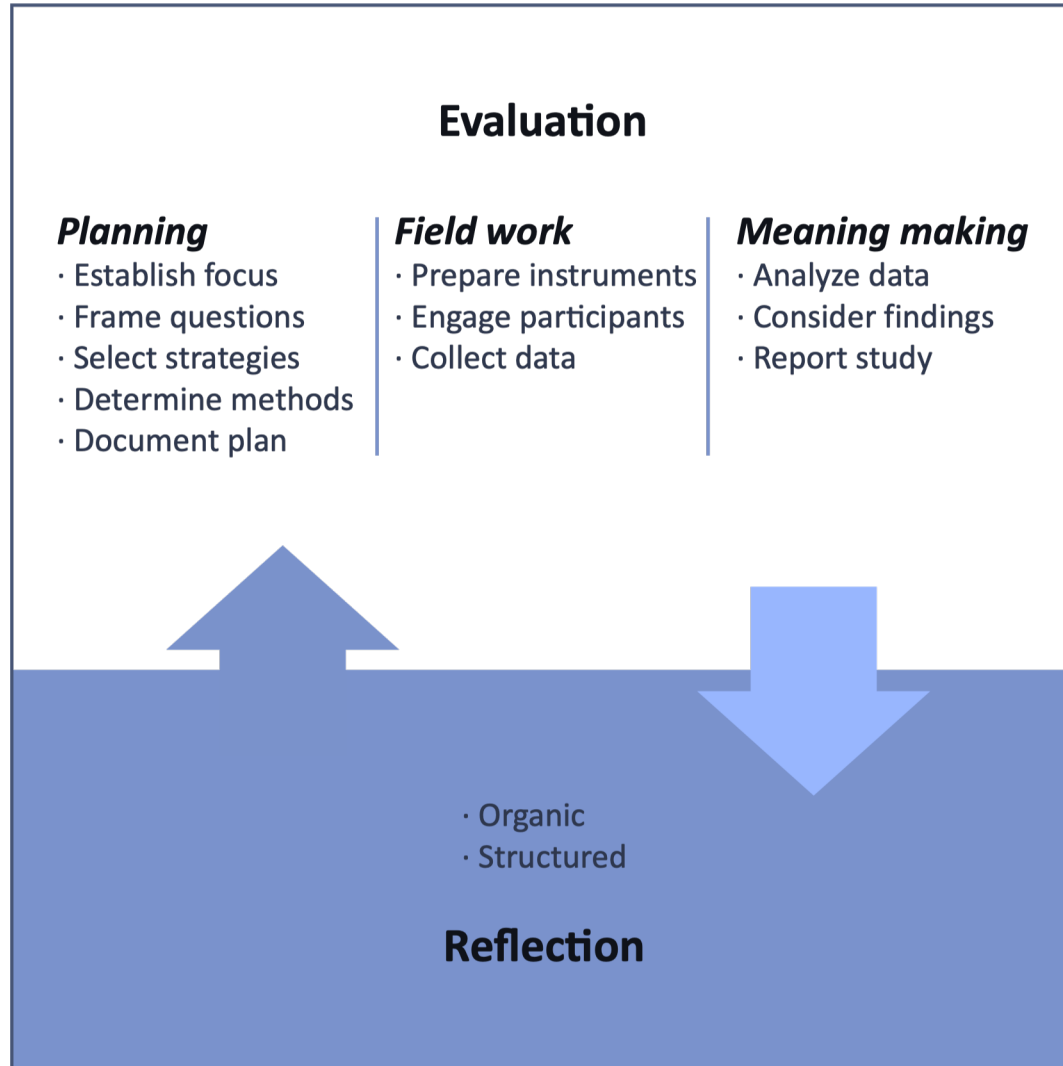 Evaluation
Planning
· Establish focus
· Frame questions
· Select strategies
· Determine methods
· Document plan
Field work
· Prepare instruments
· Engage participants
· Collect data
Meaning making
· Analyze data
· Consider findings
· Report study
· Organic
· Structured
Reflection